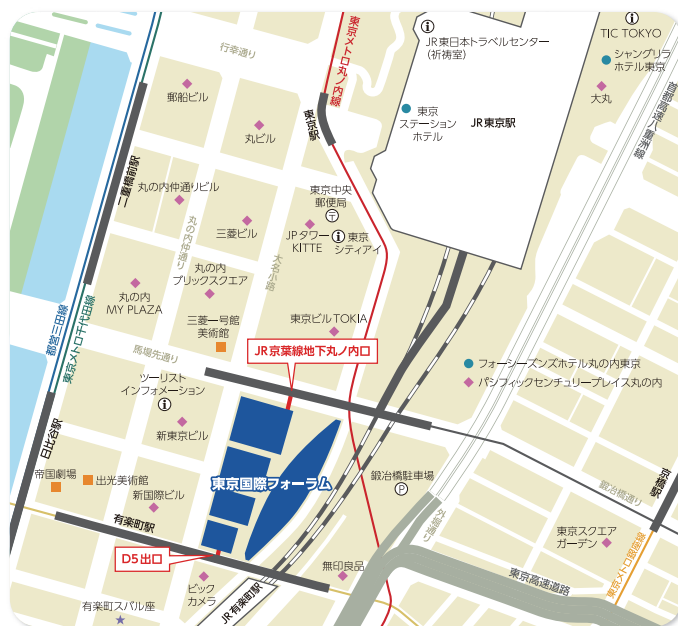 行幸通り
東京メトロ丸ノ内線
JR東日本トラベルセンター
(祈祷室)
TIC TOKYO
シャングリラ
ホテル東京
大丸
首都高速八重洲線
郵船ビル
丸ビル
東京駅
東京
ステーション
ホテル
JR東京駅
二重橋前駅
丸の内仲通りビル
丸の内仲通り
三菱ビル
東京中央
郵便局
JPタワー
KITTE
東京
シティアイ
大名小路
丸の内
ブリックスクエア
丸の内
MY PLAZA
三菱一号館
美術館
東京ビルTOKIA
都営三田線
東京メトロ千代田線
馬場先通り
JR京葉線地下丸ノ内口
フォーシーズンズホテル丸の内東京
パシフィックセンチュリープレイス丸の内
ツーリスト
インフォメーション
新東京ビル
日比谷駅
帝国劇場
出光美術館
新国際ビル
東京国際フォーラム
鍛冶橋駐車場
鍛冶橋通り
京橋駅
外堀通り
有楽町駅
D5出口
東京スクエア
ガーデン
東京メトロ銀座線
東京高速道路
無印良品
ビック
カメラ
JR有楽町駅
有楽町スバル座